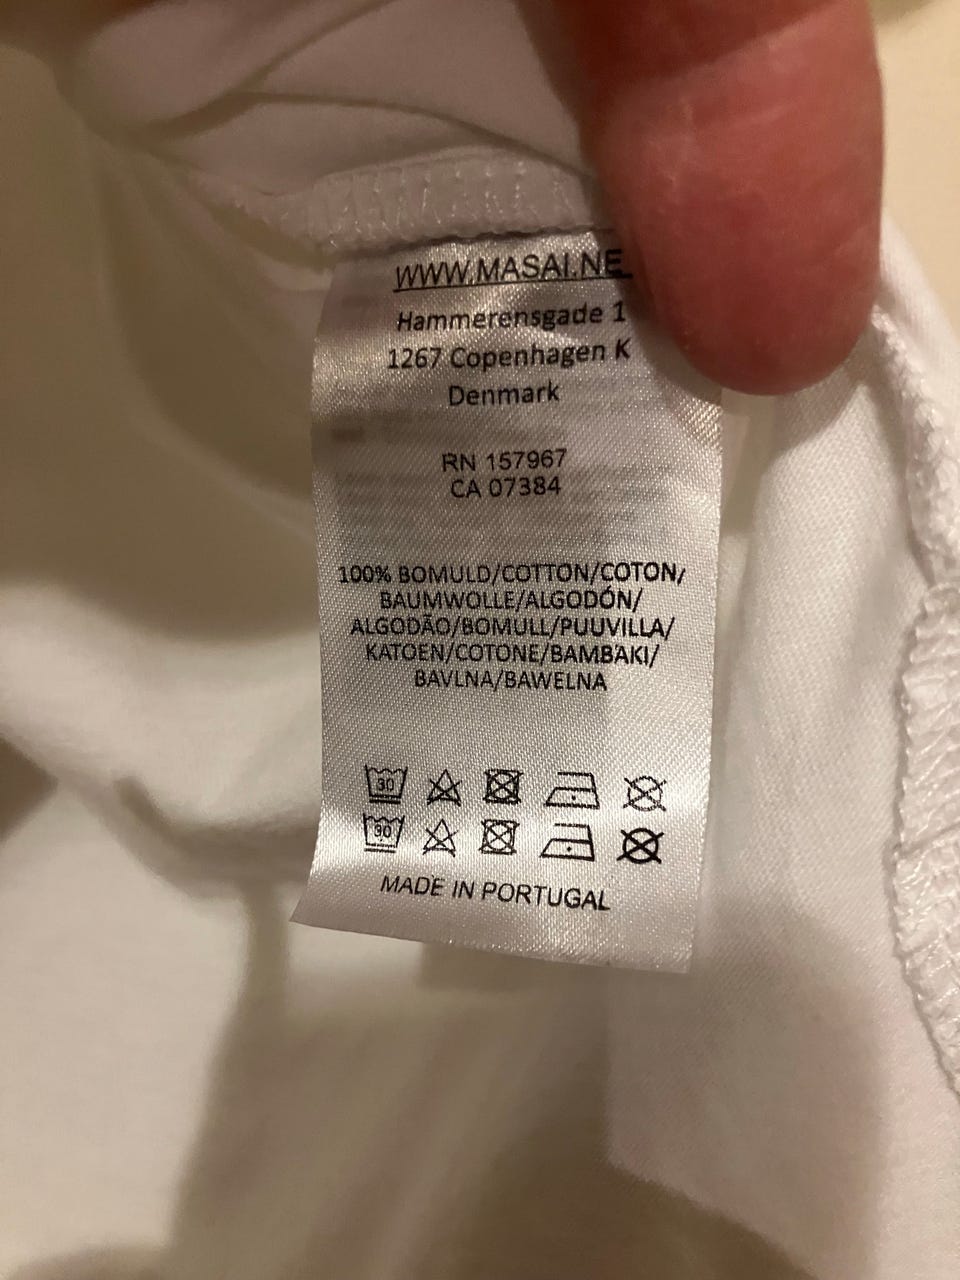 WWW.MASAI.NE
Hammerensgade 1
1267 Copenhagen K
Denmark
RN 157967
CA 07384
100% BOMULD/COTTON/COTON/
BAUMWOLLE/ALGODÓN/
ALGODÃO/BOMULL/PUUVILLA/
KATOEN/COTONE/BAMBAKI/
BAVLNA/BAWELNA
30
30
MADE IN PORTUGAL